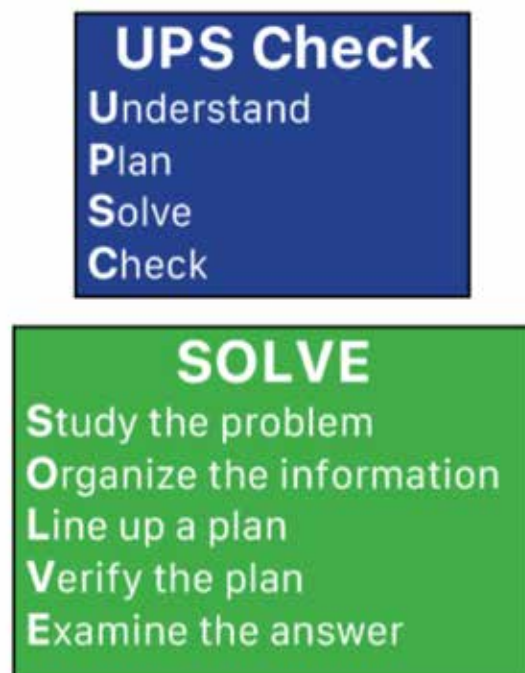 UPS Check
Understand
Plan
Solve
Check
SOLVE
Study the problem
Organize the information
Line up a plan
Verify the plan
Examine the answer